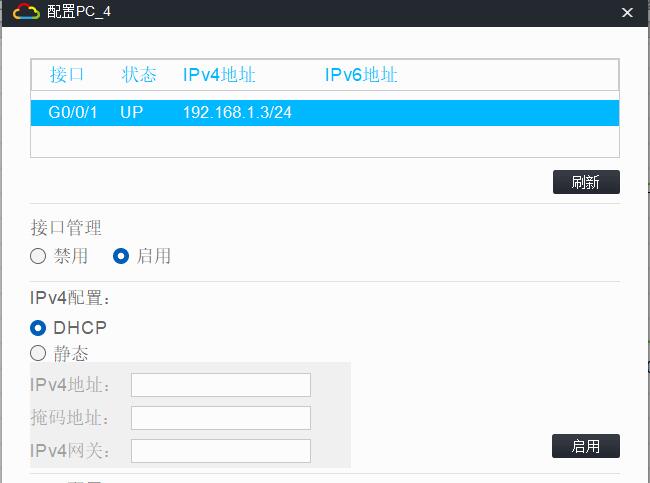 配置PC_4
接口 状态 IPv4地址 IPv6地址
G0/0/1 UP 192.168.1.3/24
刷新
接口管理
禁用 启用
IPv4配置：
DHCP
静态
IPv4地址：
掩码地址：
IPv4网关：
启用